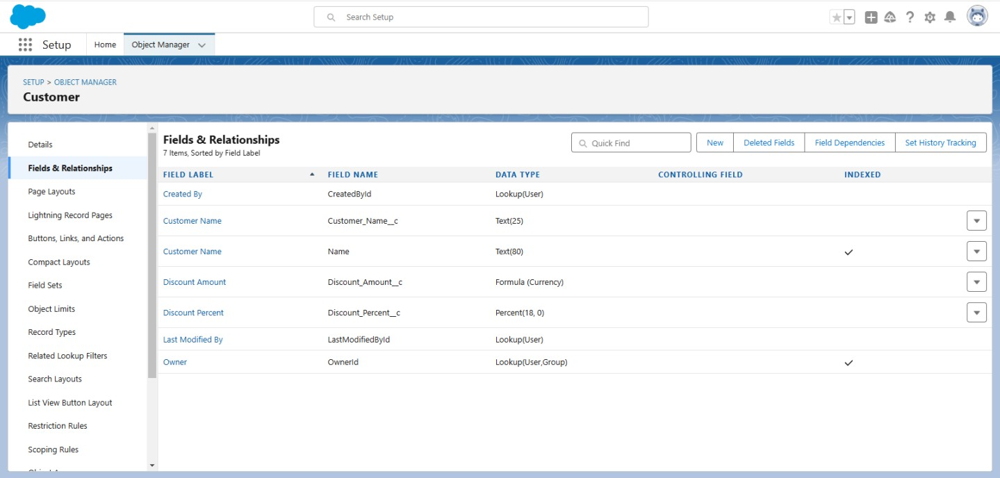 Search Setup
Setup
Home
Object Manager
SETUP > OBJECT MANAGER
Customer
Details
Fields & Relationships
Page Layouts
Lightning Record Pages
Buttons, Links, and Actions
Compact Layouts
Field Sets
Object Limits
Record Types
Related Lookup Filters
Search Layouts
List View Button Layout
Restriction Rules
Scoping Rules
Fields & Relationships
7 Items, Sorted by Field Label
Quick Find
New
Deleted Fields
Field Dependencies
Set History Tracking
FIELD LABEL FIELD NAME DATA TYPE CONTROLLING FIELD INDEXED
Created By CreatedById Lookup(User)
Customer Name Customer_Name__c Text(25)
Customer Name Name Text(80)
Discount Amount Discount_Amount__c Formula (Currency)
Discount Percent Discount_Percent__c Percent(18, 0)
Last Modified By LastModifiedById Lookup(User)
Owner OwnerId Lookup(User,Group)